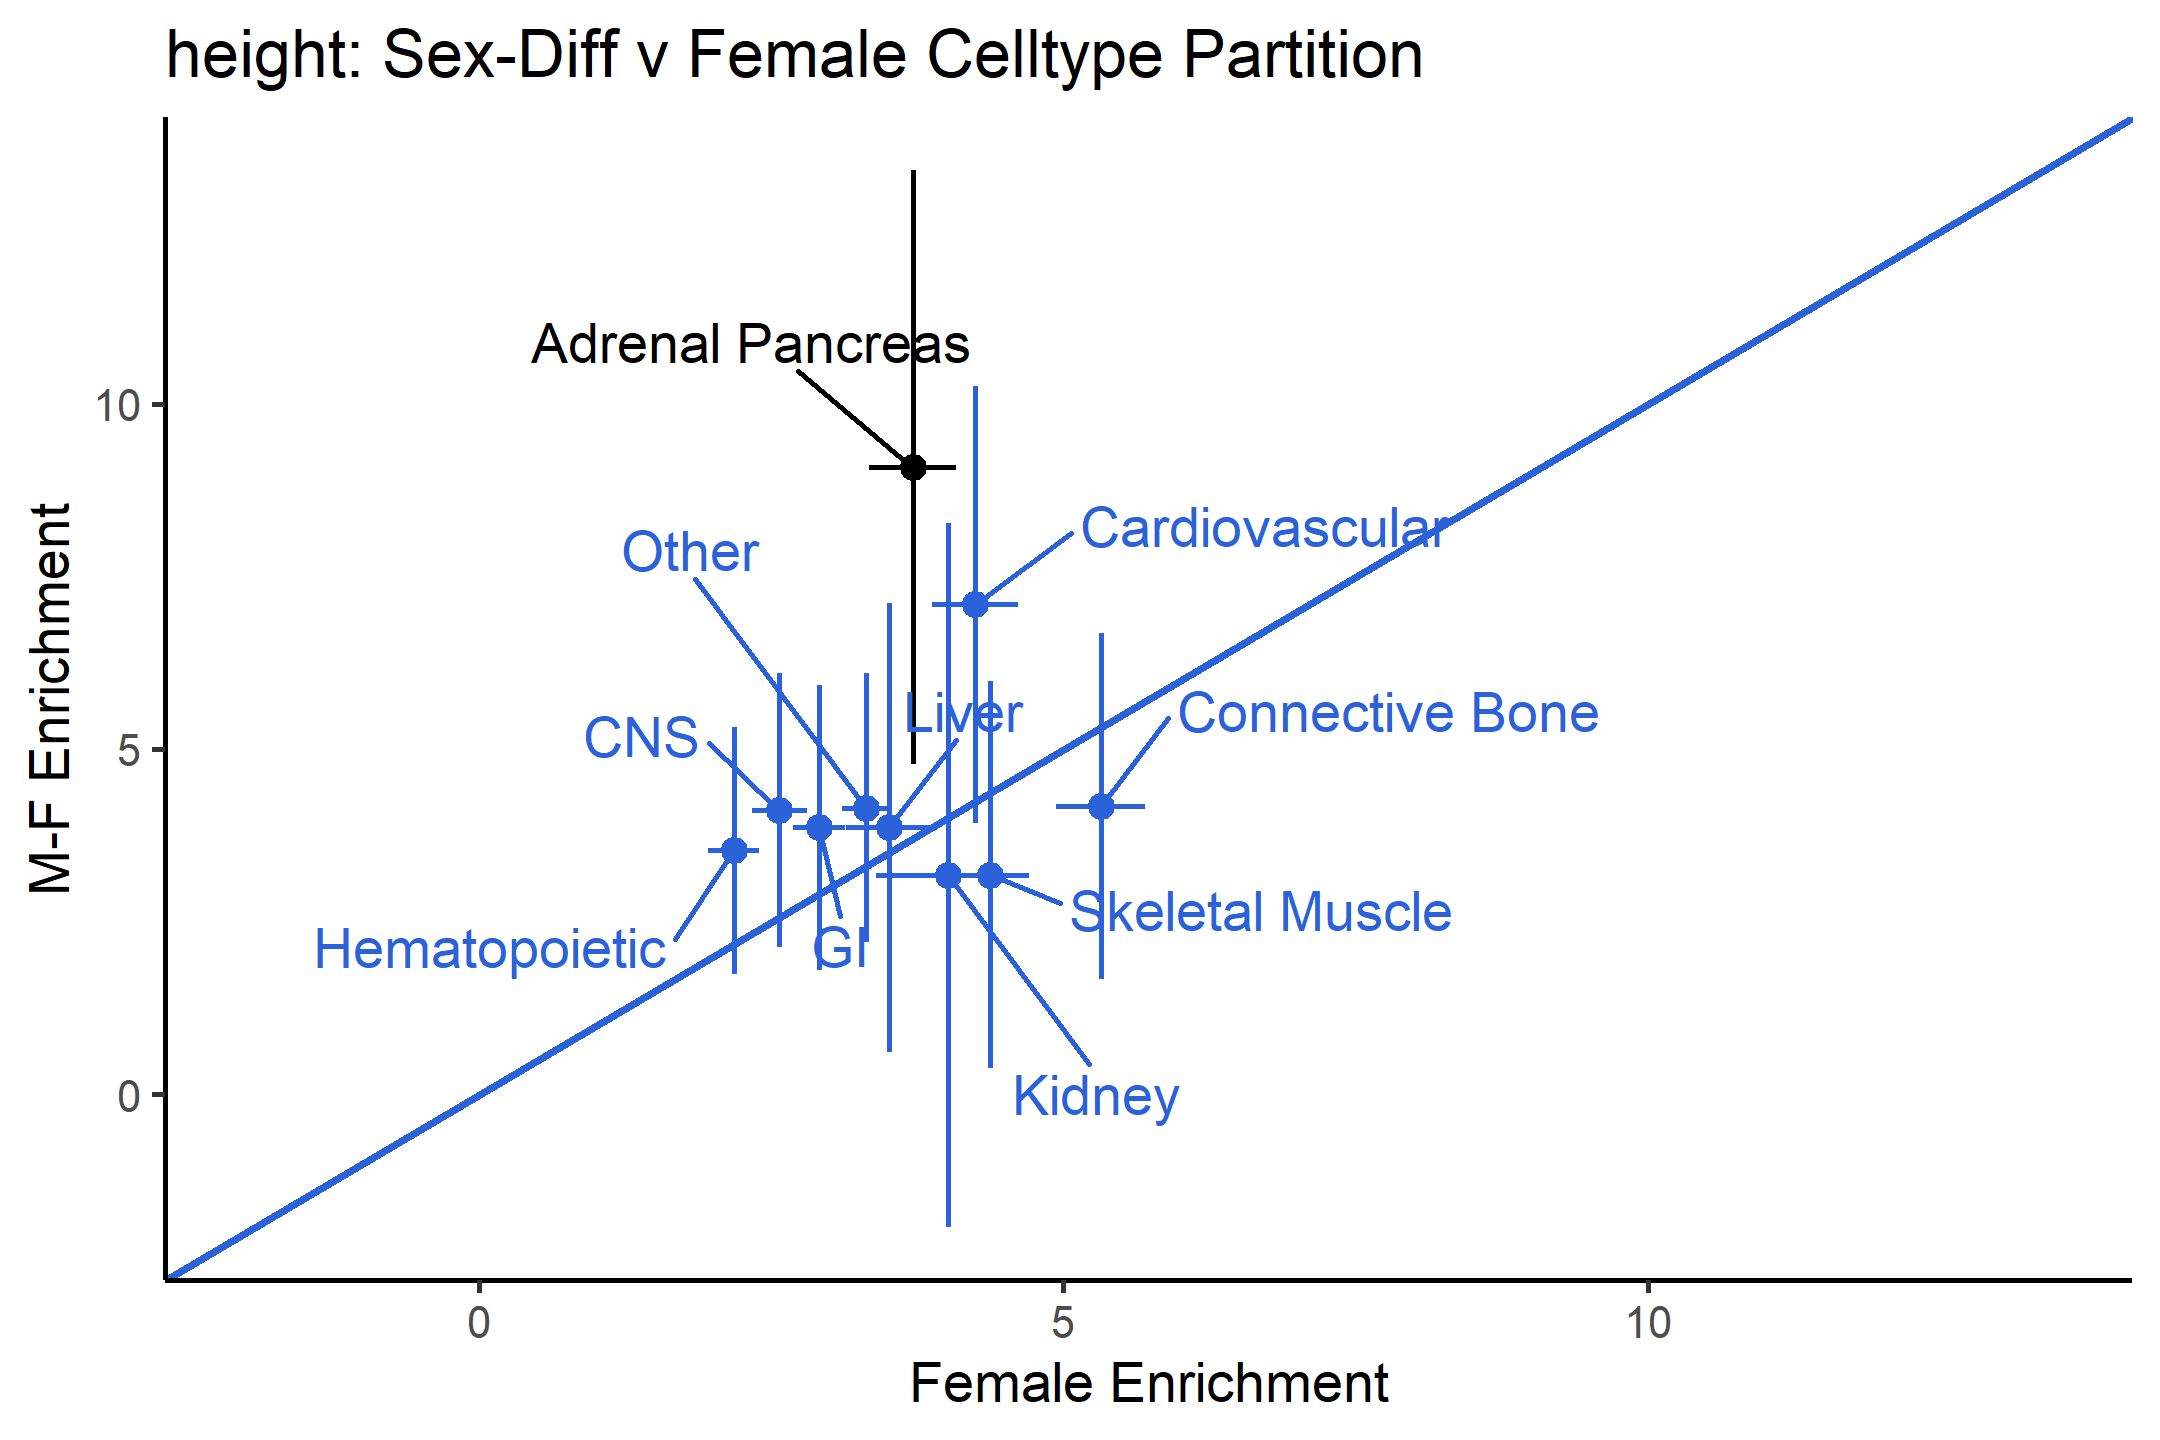 height: Sex-Diff v Female Celltype Partition
M-F Enrichment
10
5
0
Adrenal Pancreas
Cardiovascular
Other
Liver
CNS
Connective Bone
Skeletal Muscle
Hematopoietic
GI
Kidney
0
5
10
Female Enrichment